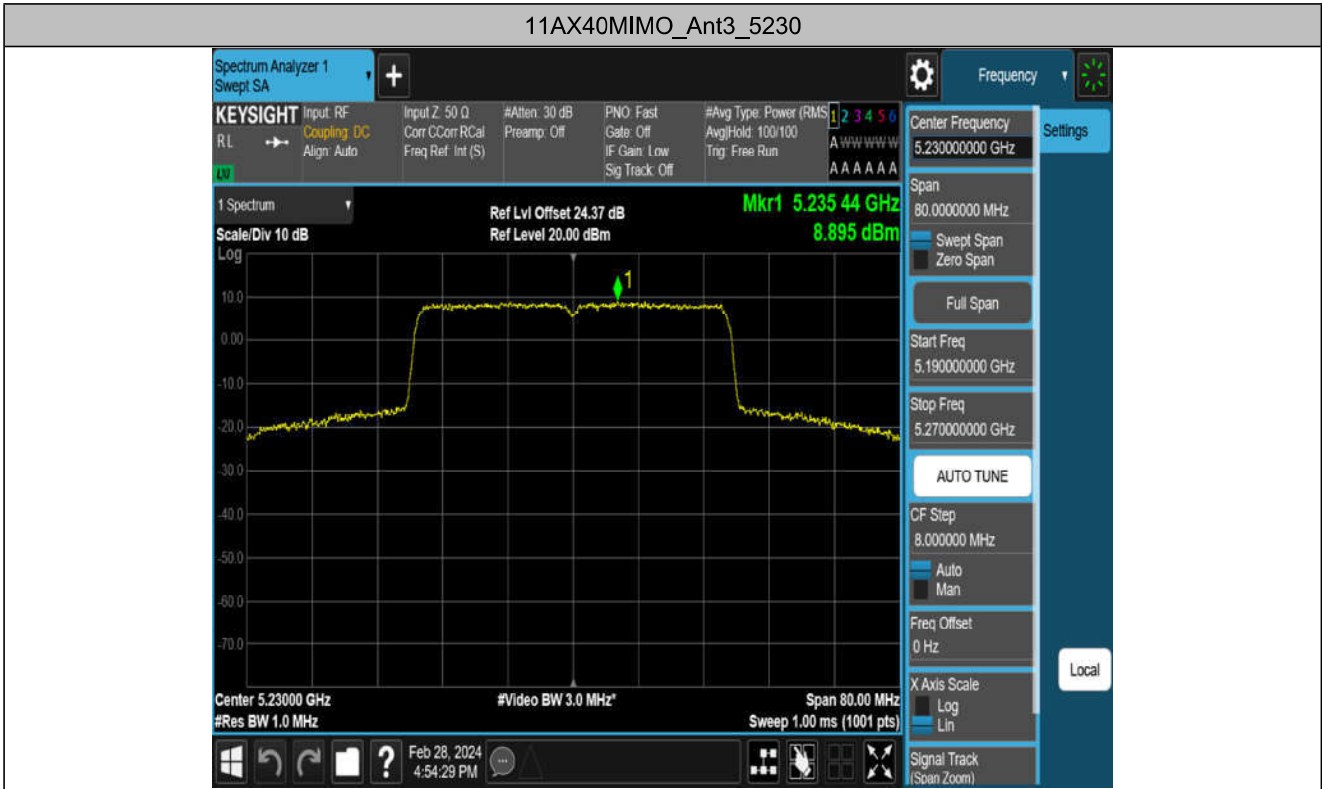 11AX40MIMO_Ant3_5230
Spectrum Analyzer 1
Swept SA
+
Frequency
KEYSIGHT
RL
LXI
Input: RF
Coupling: DC
Align: Auto
Input Z: 50 Ω
Corr CCorr RCal
Freq Ref: Int (S)
#Atten: 30 dB
Preamp: Off
PNO: Fast
Gate: Off
IF Gain: Low
Sig Track: Off
#Avg Type: Power (RMS
Avg|Hold: 100/100
Trig: Free Run
1 2 3 4 5 6
A W W W W W
A A A A A A
1 Spectrum
Scale/Div 10 dB
Ref Lvl Offset 24.37 dB
Ref Level 20.00 dBm
Mkr1 5.235 44 GHz
8.895 dBm
Log
1
10.0
0.00
-10.0
-20.0
-30.0
-40.0
-50.0
-60.0
-70.0
Center 5.23000 GHz
#Video BW 3.0 MHz*
Span 80.00 MHz
#Res BW 1.0 MHz
Sweep 1.00 ms (1001 pts)
Center Frequency
5.230000000 GHz
Settings
Span
80.0000000 MHz
Swept Span
Zero Span
Full Span
Start Freq
5.190000000 GHz
Stop Freq
5.270000000 GHz
AUTO TUNE
CF Step
8.000000 MHz
Auto
Man
Freq Offset
0 Hz
X Axis Scale
Log
Lin
Local
Signal Track
(Span Zoom)
?
Feb 28, 2024
4:54:29 PM